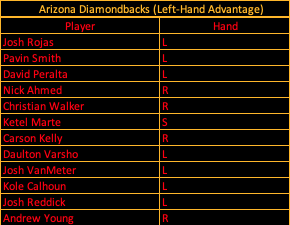 Arizona Diamondbacks (Left-Hand Advantage)
Player Hand
Josh Rojas L
Pavin Smith L
David Peralta L
Nick Ahmed R
Christian Walker R
Ketel Marte S
Carson Kelly R
Daulton Varsho L
Josh VanMeter L
Kole Calhoun L
Josh Reddick L
Andrew Young R